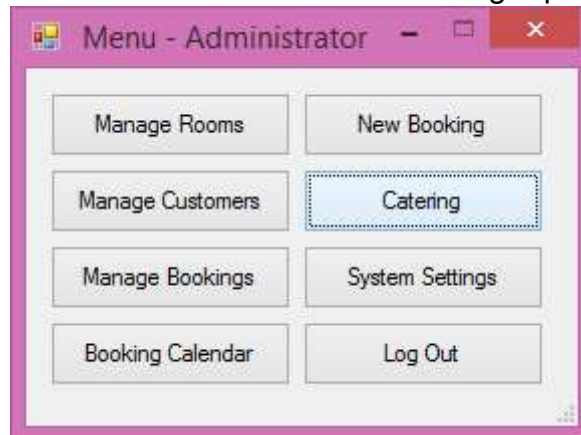 Menu - Administrator
Manage Rooms
New Booking
Manage Customers
Catering
Manage Bookings
System Settings
Booking Calendar
Log Out